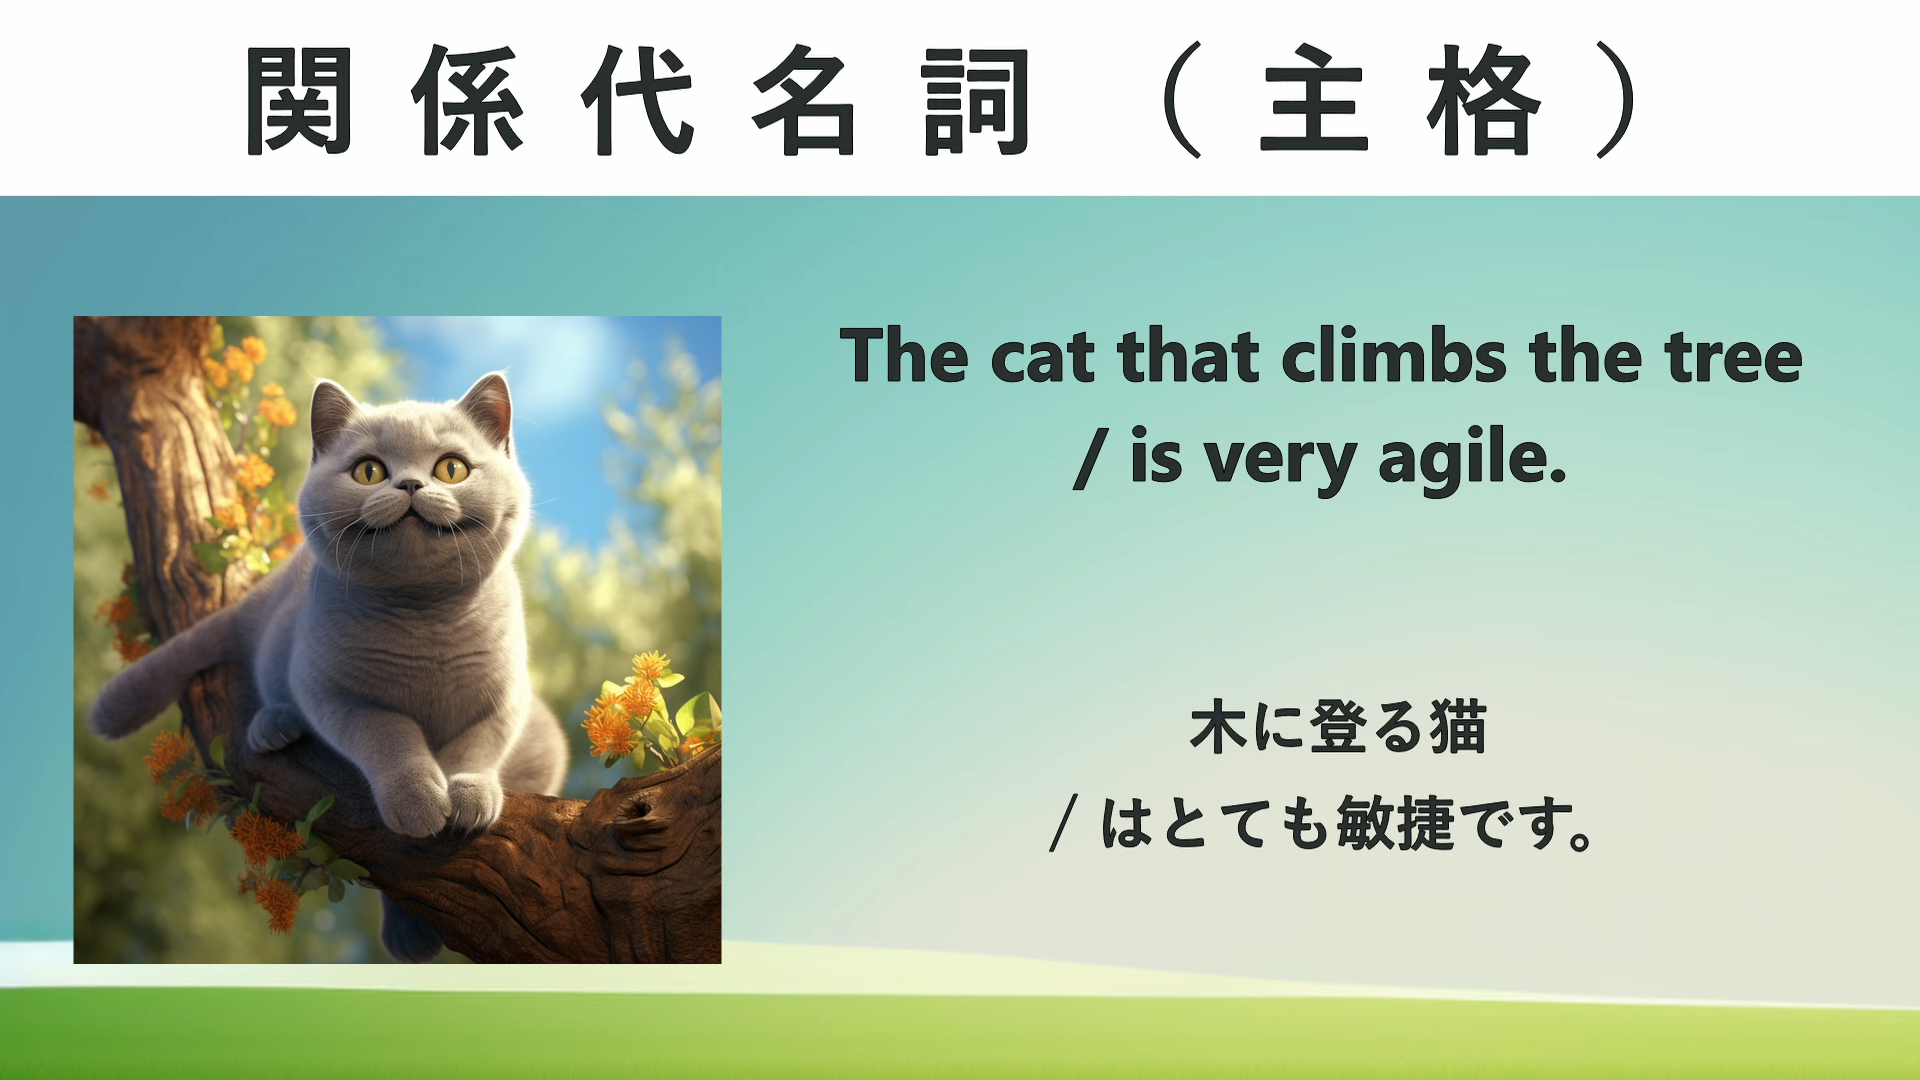 関係代名詞（主格）
The cat that climbs the tree
/ is very agile.
木に登る猫
/ はとても敏捷です。